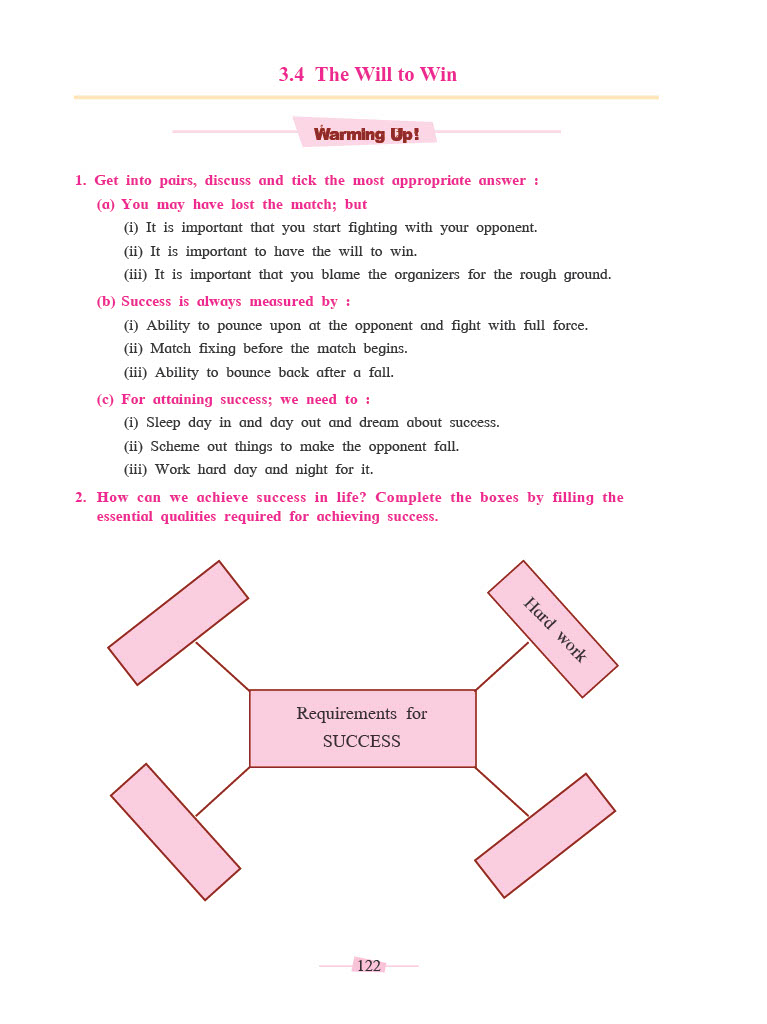 3.4 The Will to Win
Warming Up!
1. Get into pairs, discuss and tick the most appropriate answer :
(a) You may have lost the match; but
(i) It is important that you start fighting with your opponent.
(ii) It is important to have the will to win.
(iii) It is important that you blame the organizers for the rough ground.
(b) Success is always measured by :
(i) Ability to pounce upon at the opponent and fight with full force.
(ii) Match fixing before the match begins.
(iii) Ability to bounce back after a fall.
(c) For attaining success; we need to :
(i) Sleep day in and day out and dream about success.
(ii) Scheme out things to make the opponent fall.
(iii) Work hard day and night for it.
2. How can we achieve success in life? Complete the boxes by filling the
essential qualities required for achieving success.
Hard work
Requirements for
SUCCESS
122